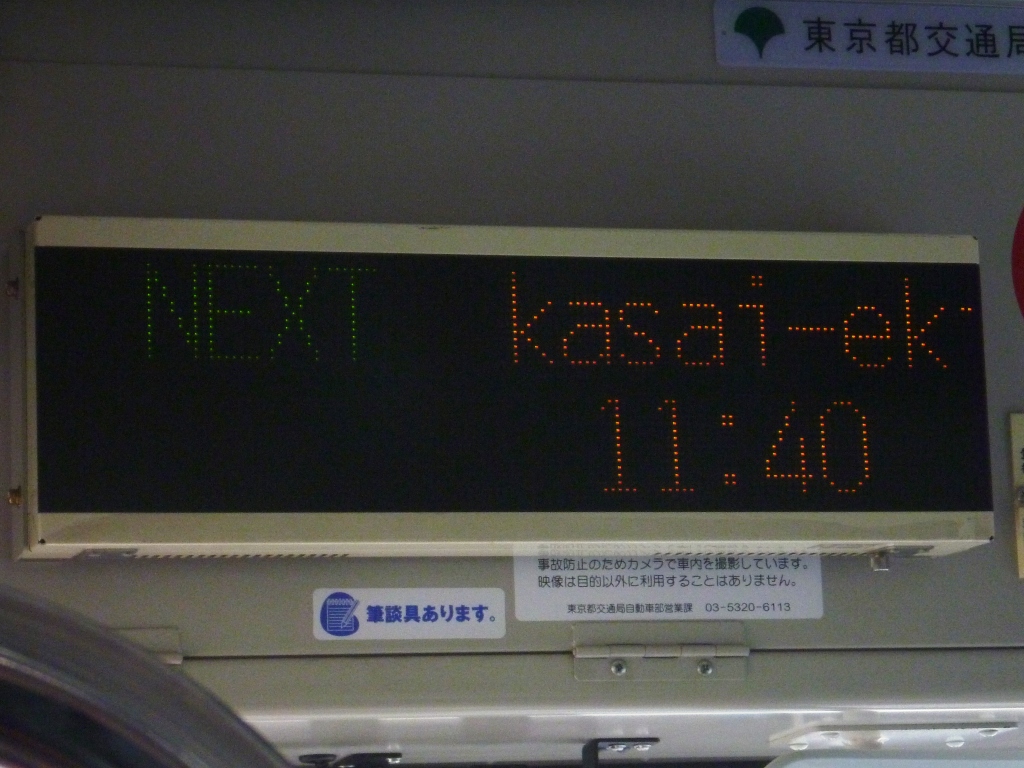 東京都交通局
NEXT kasai-ek
11:40
事故防止のためカメラで車内を撮影しています。
映像は目的以外に利用することはありません。
東京都交通局自動車部営業課 03-5320-6113
筆談具あります。